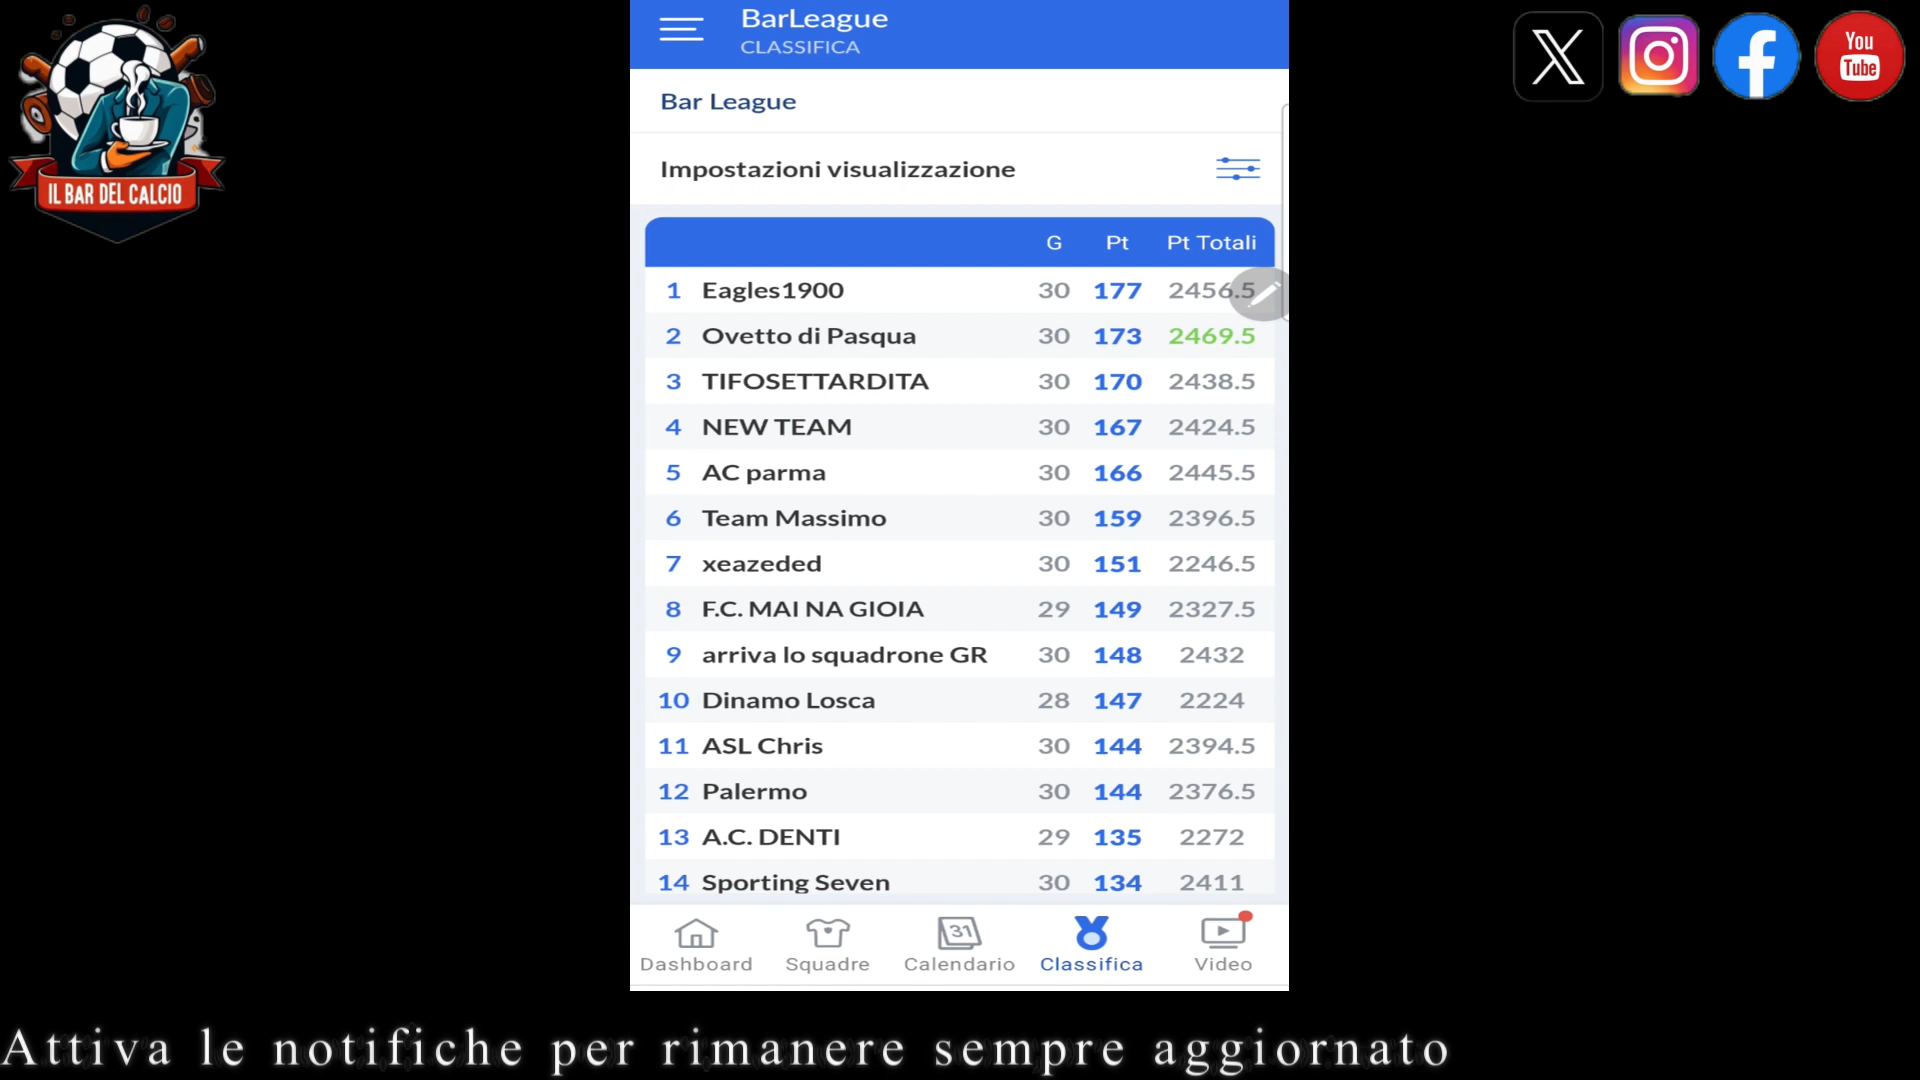 IL BAR DEL CALCIO
BarLeague
CLASSIFICA
You
Tube
Bar League
Impostazioni visualizzazione
G Pt Pt Totali
1 Eagles1900 30 177 2456.5
2 Ovetto di Pasqua 30 173 2469.5
3 TIFOSETTARDITA 30 170 2438.5
4 NEW TEAM 30 167 2424.5
5 AC parma 30 166 2445.5
6 Team Massimo 30 159 2396.5
7 xeazeded 30 151 2246.5
8 F.C. MAI NA GIOIA 29 149 2327.5
9 arriva lo squadrone GR 30 148 2432
10 Dinamo Losca 28 147 2224
11 ASL Chris 30 144 2394.5
12 Palermo 30 144 2376.5
13 A.C. DENTI 29 135 2272
14 Sporting Seven 30 134 2411
31
Dashboard Squadre Calendario Classifica Video
Attiva le notifiche per rimanere sempre aggiornato